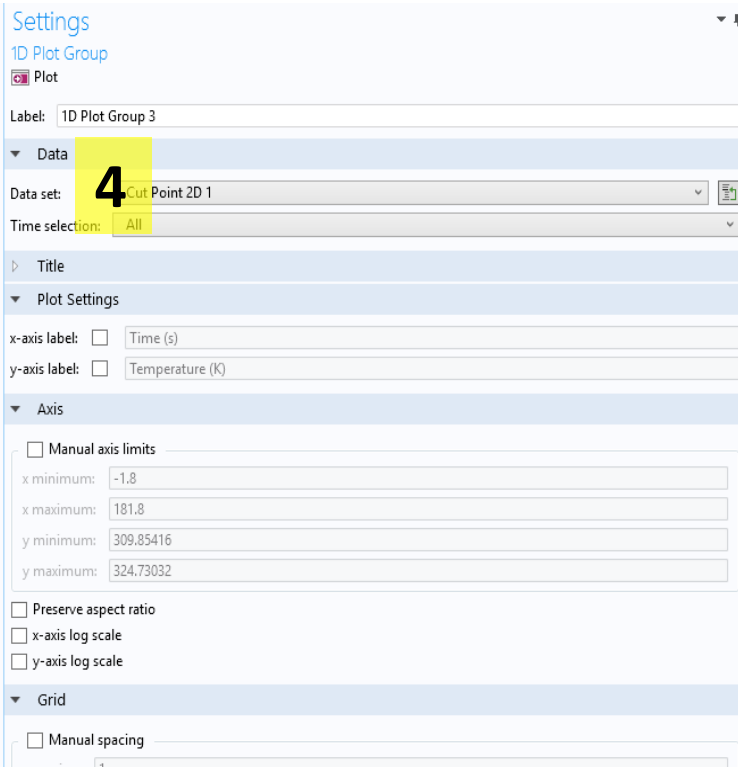 Settings
1D Plot Group
Plot
Label: 1D Plot Group 3
Data
4
Data set: Cut Point 2D 1
Time selection: All
Title
Plot Settings
x-axis label: Time (s)
y-axis label: Temperature (K)
Axis
Manual axis limits
x minimum: -1.8
x maximum: 181.8
y minimum: 309.85416
y maximum: 324.73032
Preserve aspect ratio
x-axis log scale
y-axis log scale
Grid
Manual spacing